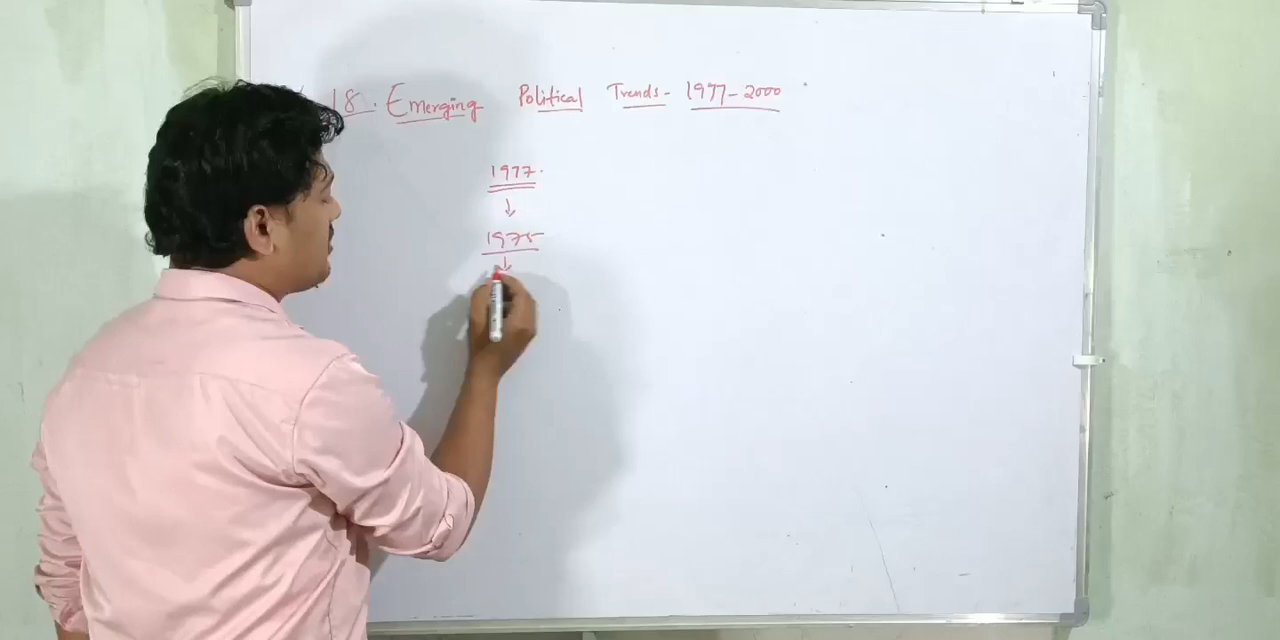 18. Emerging Political Trends - 1977-2000
1977.
↓
1975
↓